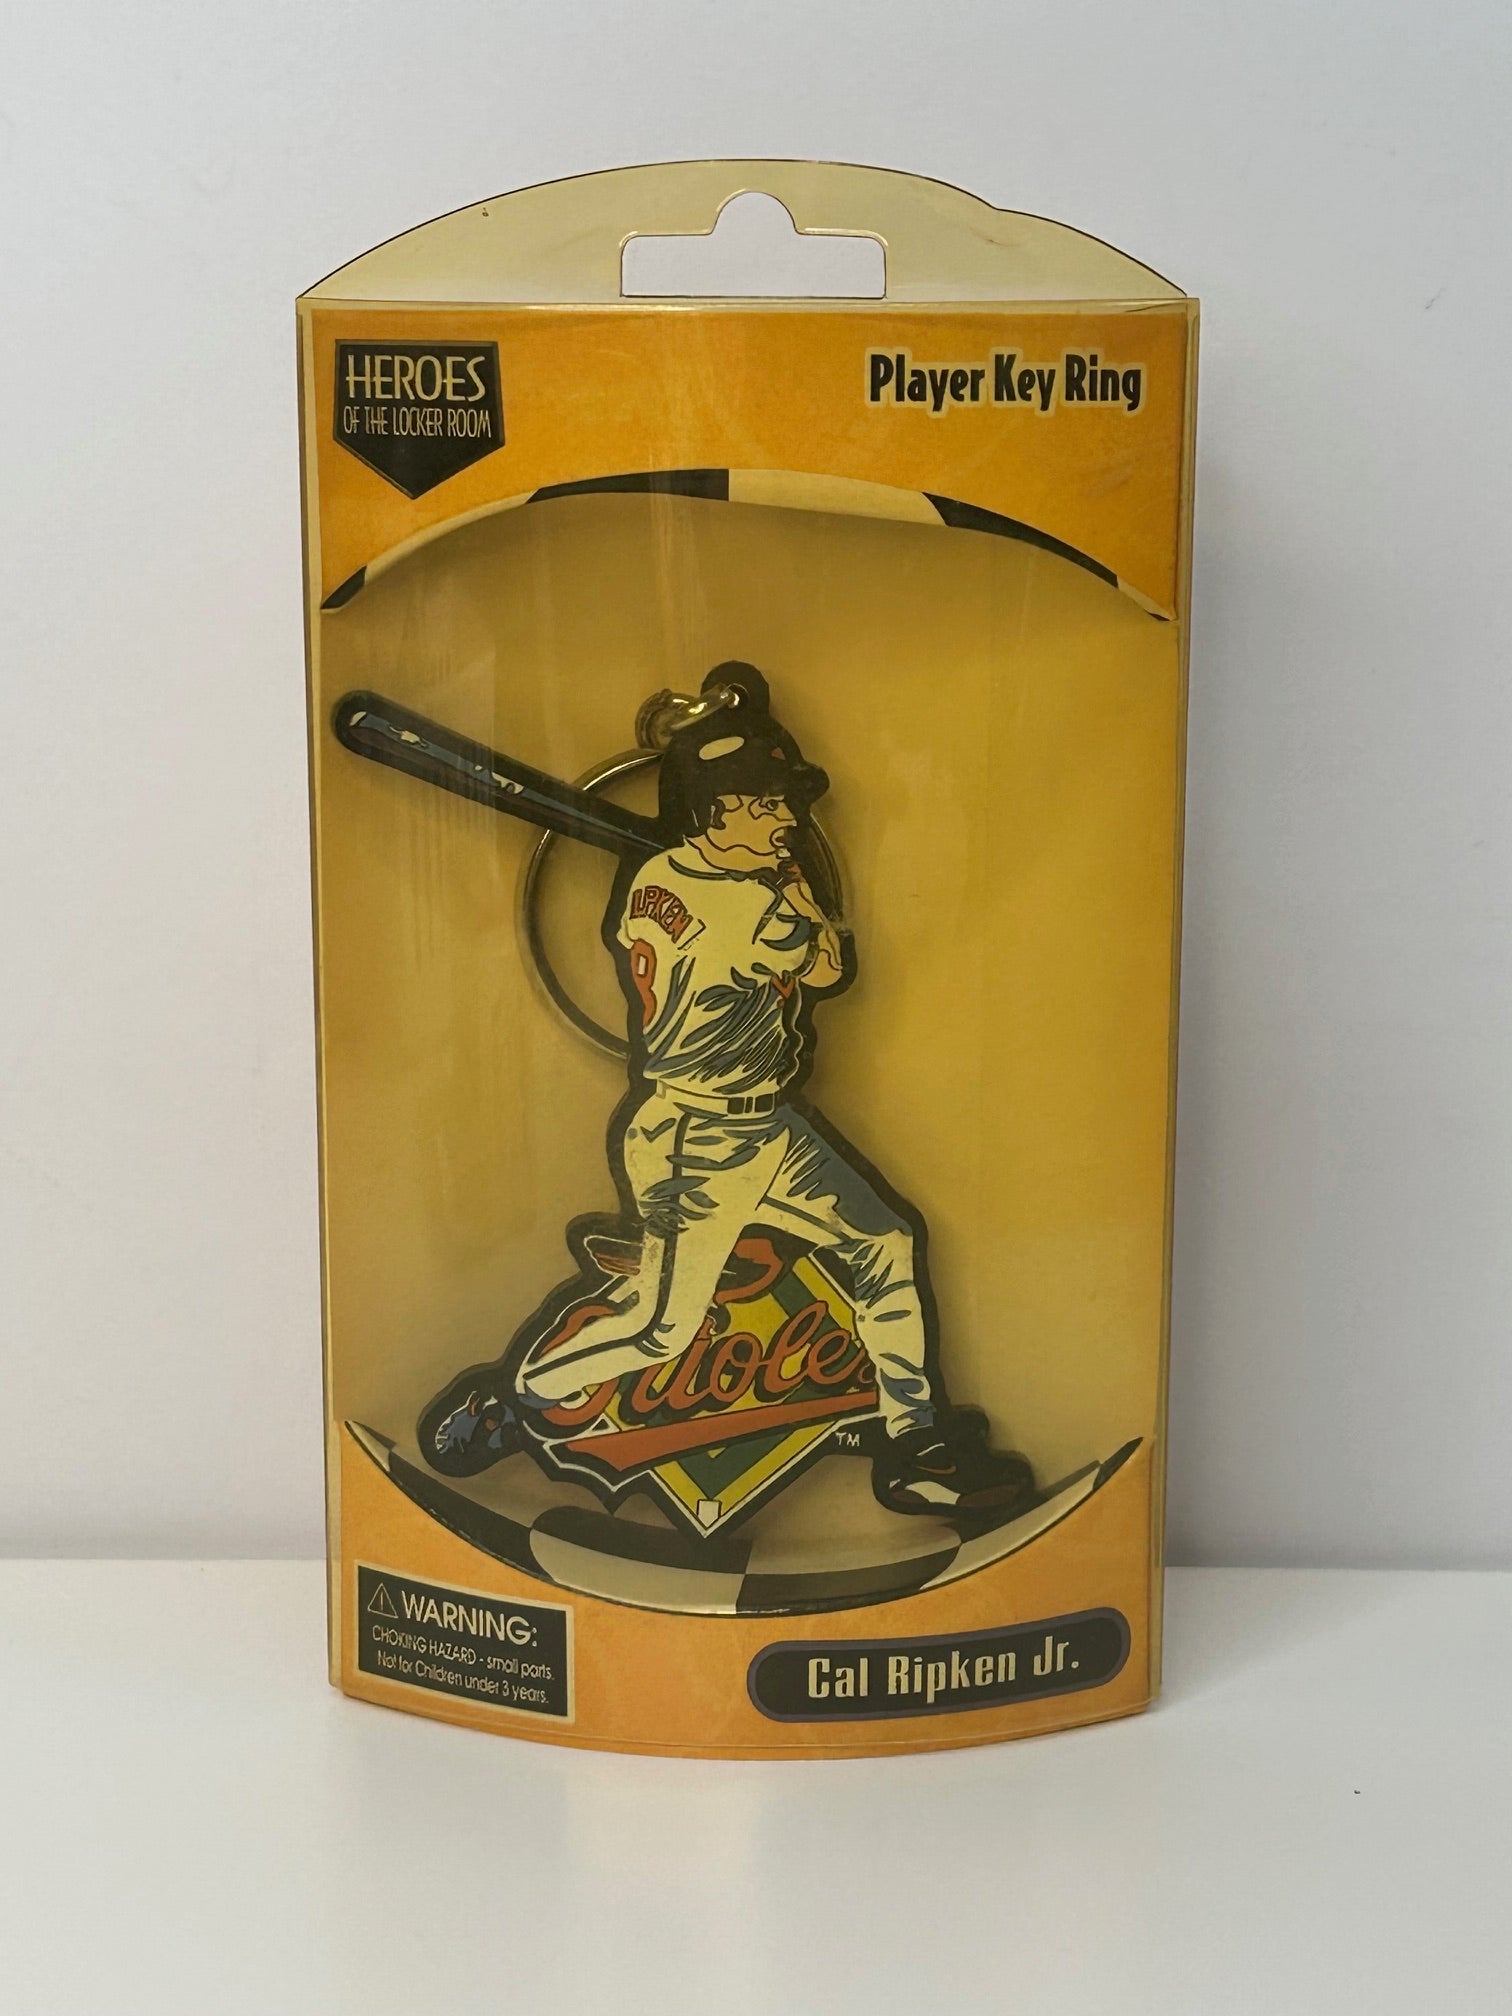 HEROES
OF THE LOCKER ROOM
Player Key Ring
RIPKEN
8
Orioles
TM
WARNING:
CHOKING HAZARD - small parts.
Not for Children under 3 years.
Cal Ripken Jr.